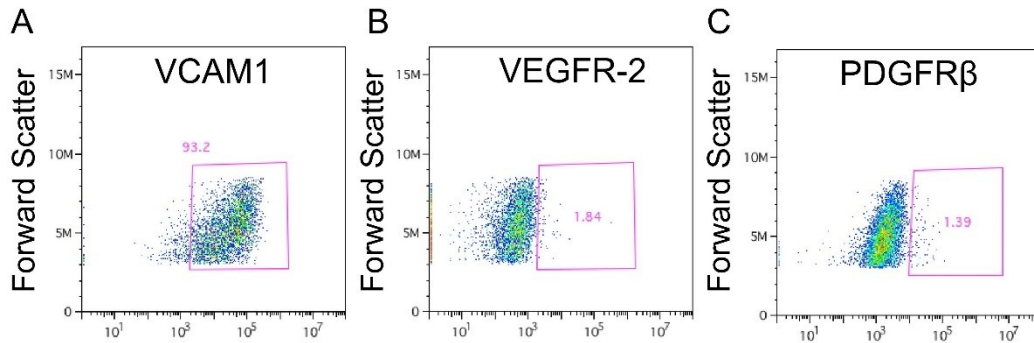 A
B
C
VCAM1
VEGFR-2
PDGFRβ
Forward Scatter
15M
10M
5M
0
93.2
10¹
10³
10⁵
10⁷
Forward Scatter
15M
10M
5M
0
1.84
10¹
10³
10⁵
10⁷
Forward Scatter
15M
10M
5M
0
1.39
10¹
10³
10⁵
10⁷